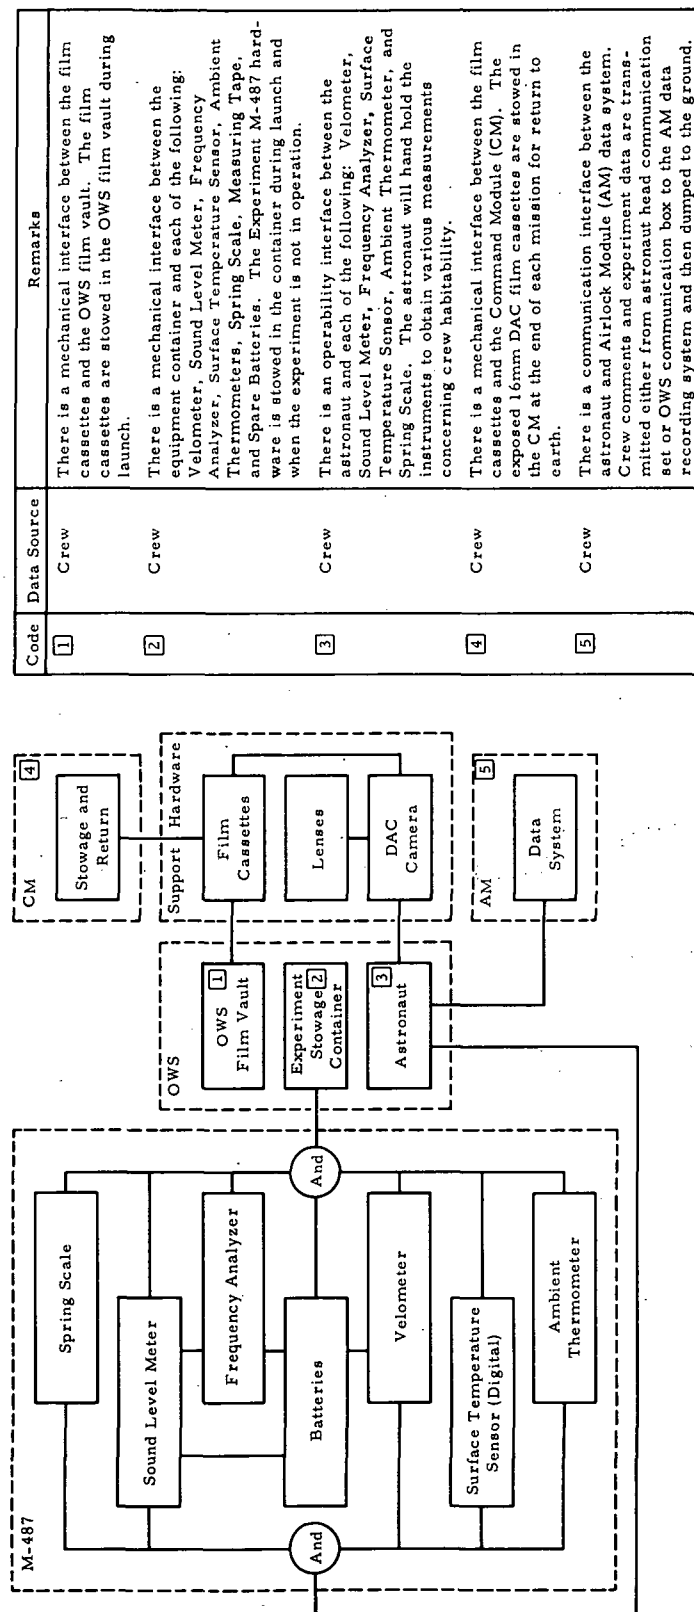 M-487
And
Spring Scale
Sound Level Meter
Frequency Analyzer
Batteries
Velometer
Surface Temperature
Sensor (Digital)
Ambient
Thermometer
And
OWS
OWS
Film Vault
1
Experiment
Stowage
Container
2
Astronaut
3
CM
4
Stowage and
Return
Support Hardware
Film
Cassettes
Lenses
DAC
Camera
AM
5
Data
System
Code Data Source Remarks
1 Crew There is a mechanical interface between the film
cassettes and the OWS film vault. The film
cassettes are stowed in the OWS film vault during
launch.
2 Crew There is a mechanical interface between the
equipment container and each of the following:
Velometer, Sound Level Meter, Frequency
Analyzer, Surface Temperature Sensor, Ambient
Thermometers, Spring Scale, Measuring Tape,
and Spare Batteries. The Experiment M-487 hard-
ware is stowed in the container during launch and
when the experiment is not in operation.
3 Crew There is an operability interface between the
astronaut and each of the following: Velometer,
Sound Level Meter, Frequency Analyzer, Surface
Temperature Sensor, Ambient Thermometer, and
Spring Scale. The astronaut will hand hold the
instruments to obtain various measurements
concerning crew habitability.
4 Crew There is a mechanical interface between the film
cassettes and the Command Module (CM). The
exposed 16mm DAC film cassettes are stowed in
the CM at the end of each mission for return to
earth.
5 Crew There is a communication interface between the
astronaut and Airlock Module (AM) data system.
Crew comments and experiment data are trans-
mitted either from astronaut head communication
set or OWS communication box to the AM data
recording system and then dumped to the ground.